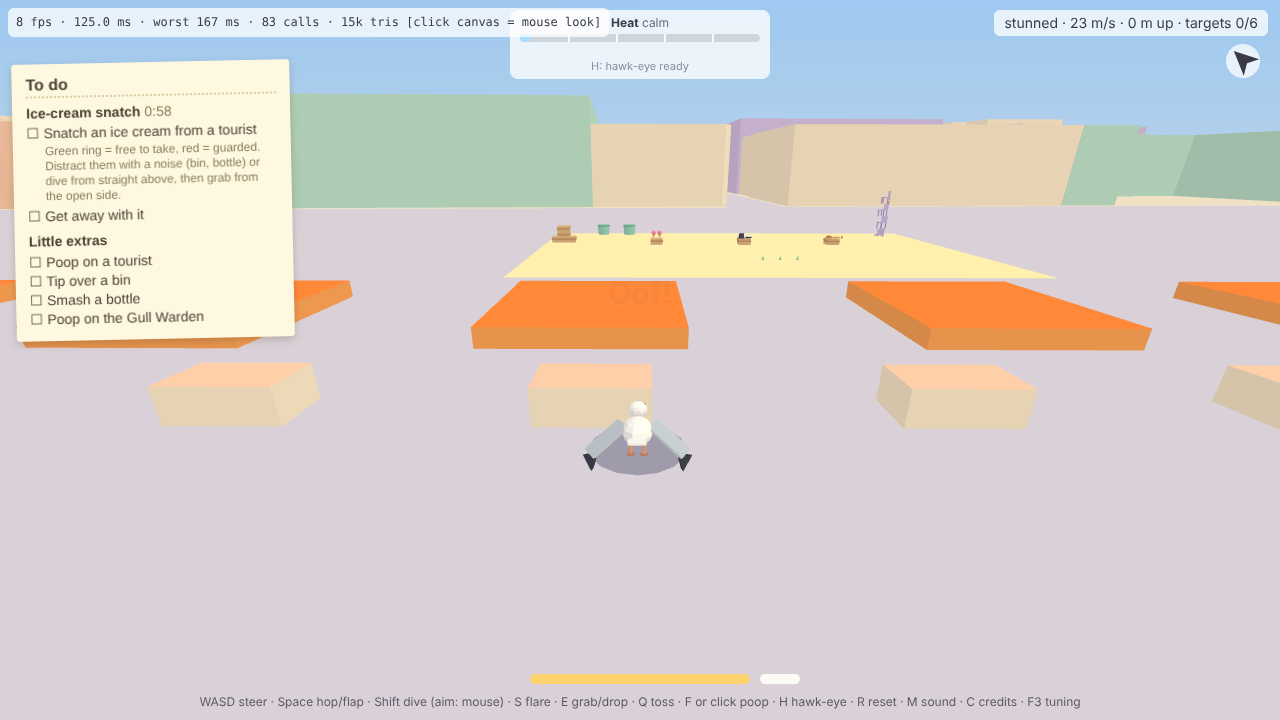 8 fps · 125.0 ms · worst 167 ms · 83 calls · 15k tris [click canvas = mouse look]
Heat calm
H: hawk-eye ready
stunned · 23 m/s · 0 m up · targets 0/6
To do
Ice-cream snatch 0:58
Snatch an ice cream from a tourist
Green ring = free to take, red = guarded.
Distract them with a noise (bin, bottle) or
dive from straight above, then grab from
the open side.
Get away with it
Little extras
Poop on a tourist
Tip over a bin
Smash a bottle
Poop on the Gull Warden
Oof!
WASD steer · Space hop/flap · Shift dive (aim: mouse) · S flare · E grab/drop · Q toss · F or click poop · H hawk-eye · R reset · M sound · C credits · F3 tuning